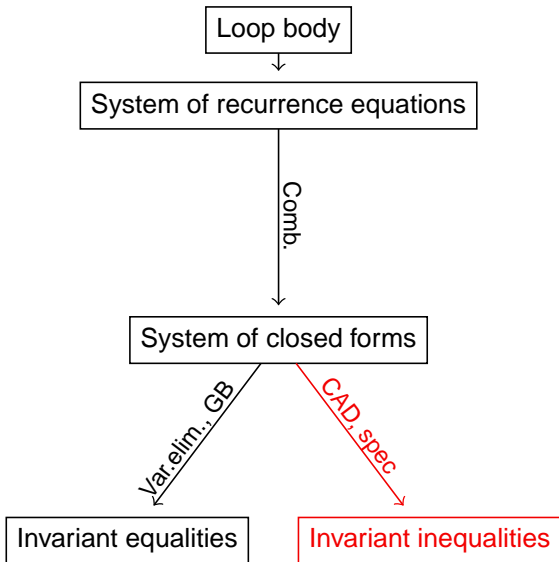 Loop body
System of recurrence equations
Comb.
System of closed forms
Var.elim., GB
CAD, spec
Invariant equalities
Invariant inequalities